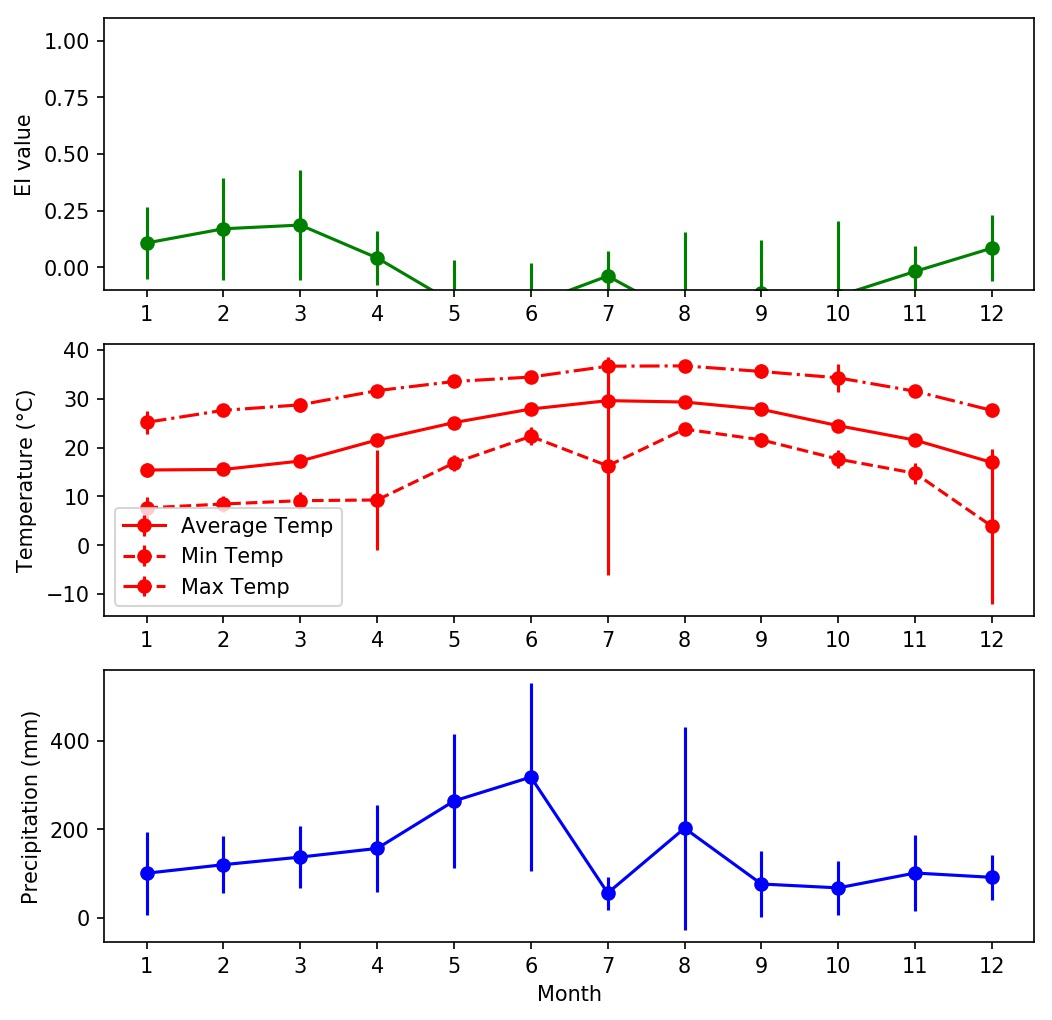 1.00
0.75
0.50
0.25
0.00
EI value
1 2 3 4 5 6 7 8 9 10 11 12
40
30
20
10
0
−10
Temperature (°C)
Average Temp
Min Temp
Max Temp
1 2 3 4 5 6 7 8 9 10 11 12
400
200
0
Precipitation (mm)
1 2 3 4 5 6 7 8 9 10 11 12
Month